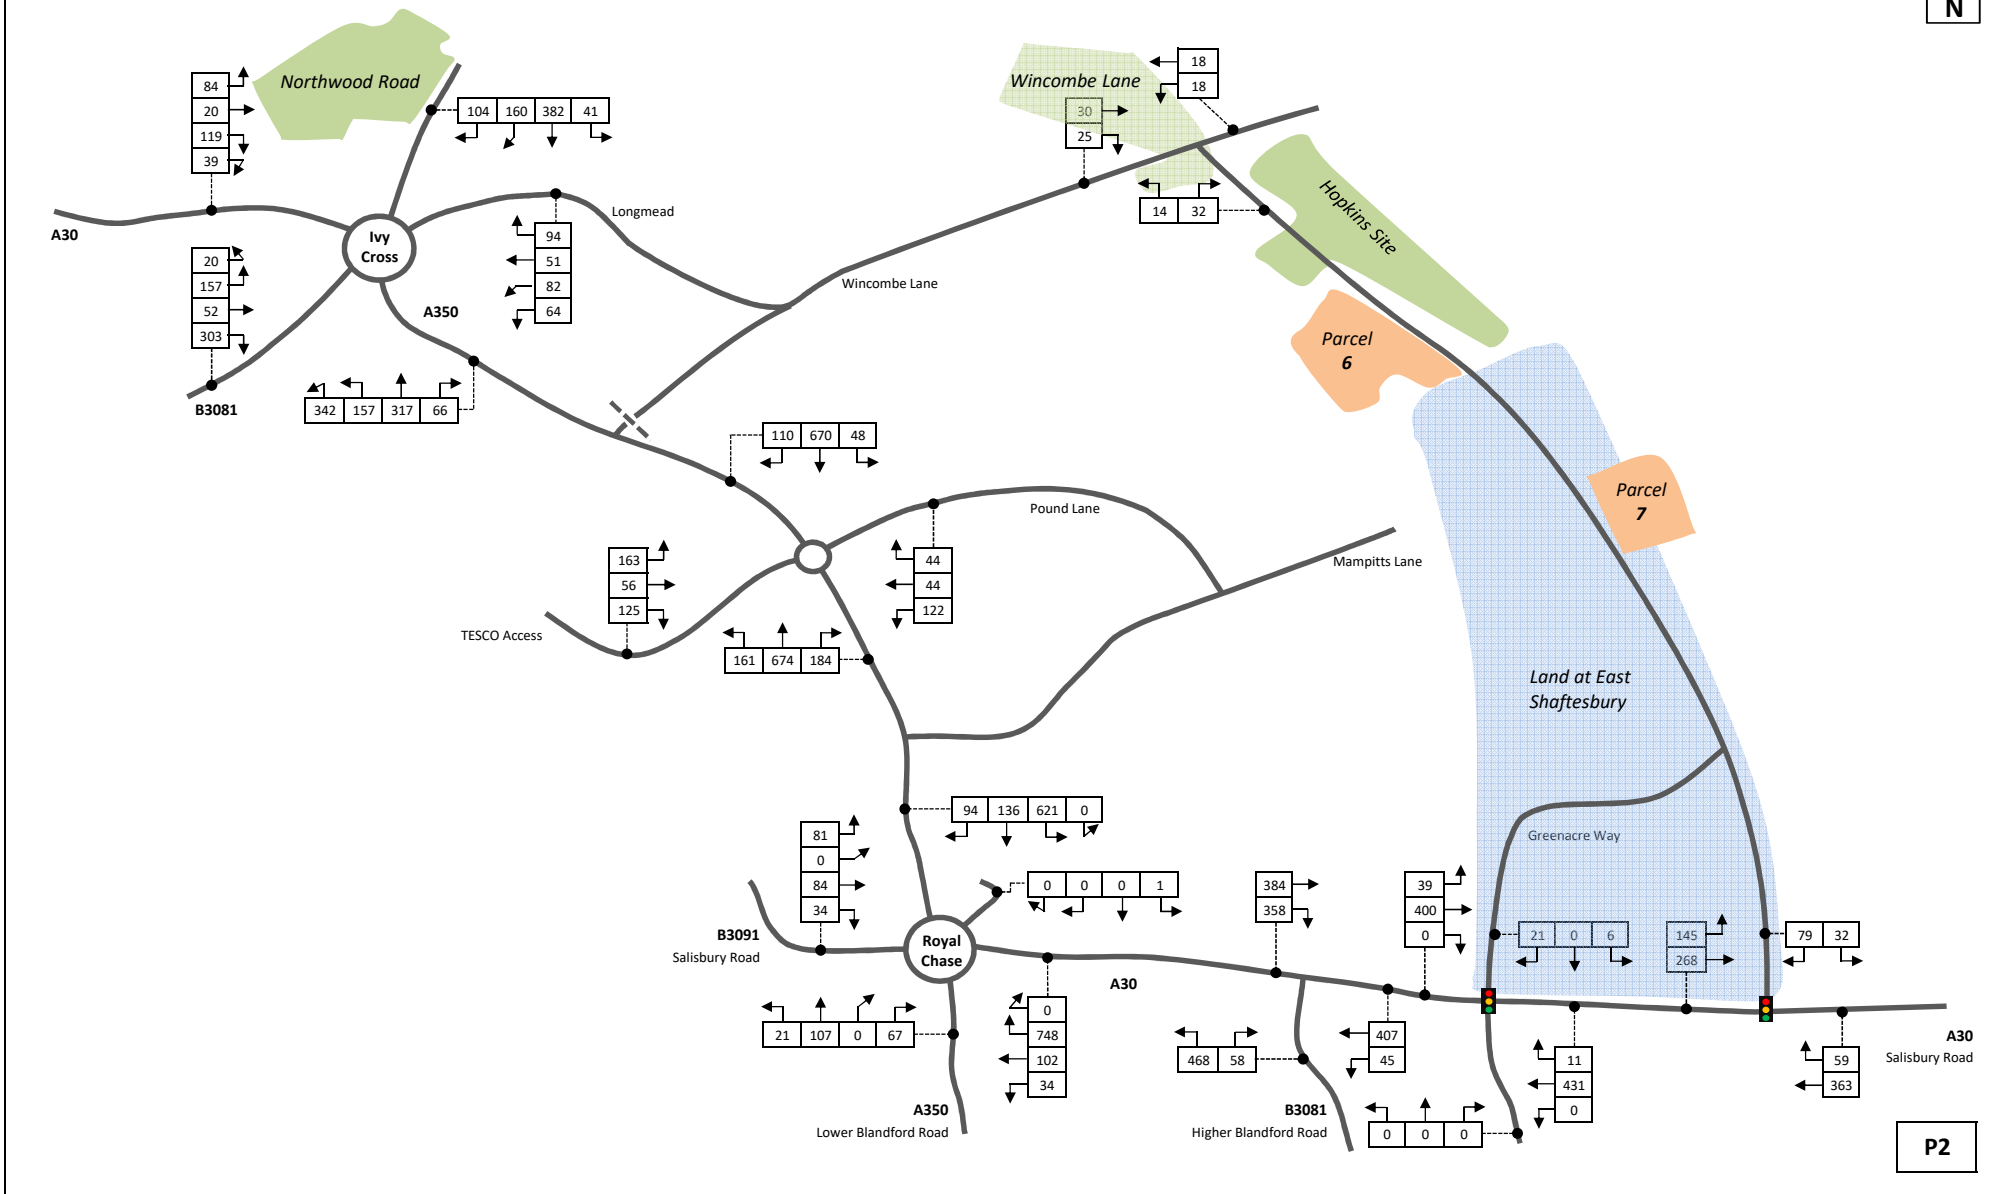 N
Northwood Road
84
20
119
39
104 160 382 41
Wincombe Lane
18
18
30
25
14 32
Hopkins Site
A30
Ivy
Cross
Longmead
94
51
82
64
20
157
52
303
A350
Wincombe Lane
B3081
342 157 317 66
Parcel
6
110 670 48
Parcel
7
Pound Lane
Mampitts Lane
163
56
125
TESCO Access
44
44
122
161 674 184
Land at East
Shaftesbury
94 136 621 0
81
0
84
34
Greenacre Way
0 0 0 1
384
358
39
400
0
21 0 6
145
268
79 32
B3091
Salisbury Road
Royal
Chase
A30
21 107 0 67
0
748
102
34
468 58
407
45
11
431
0
59
363
A30
Salisbury Road
A350
Lower Blandford Road
B3081
Higher Blandford Road
0 0 0
P2